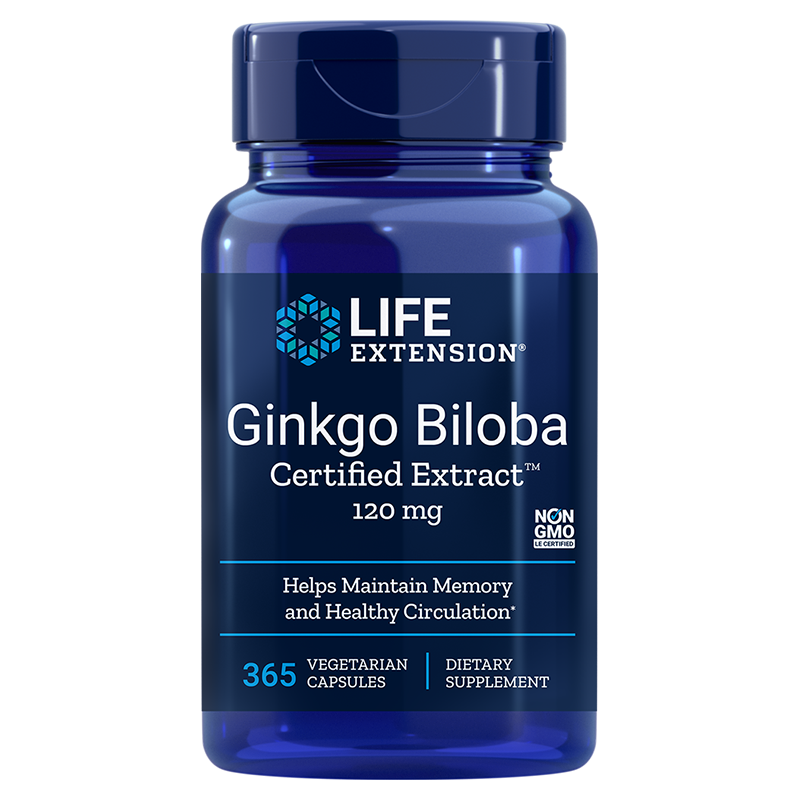 LIFE
EXTENSION®
Ginkgo Biloba
Certified Extract™
120 mg
NON
GMO
LE CERTIFIED
Helps Maintain Memory
and Healthy Circulation*
365 VEGETARIAN CAPSULES | DIETARY SUPPLEMENT